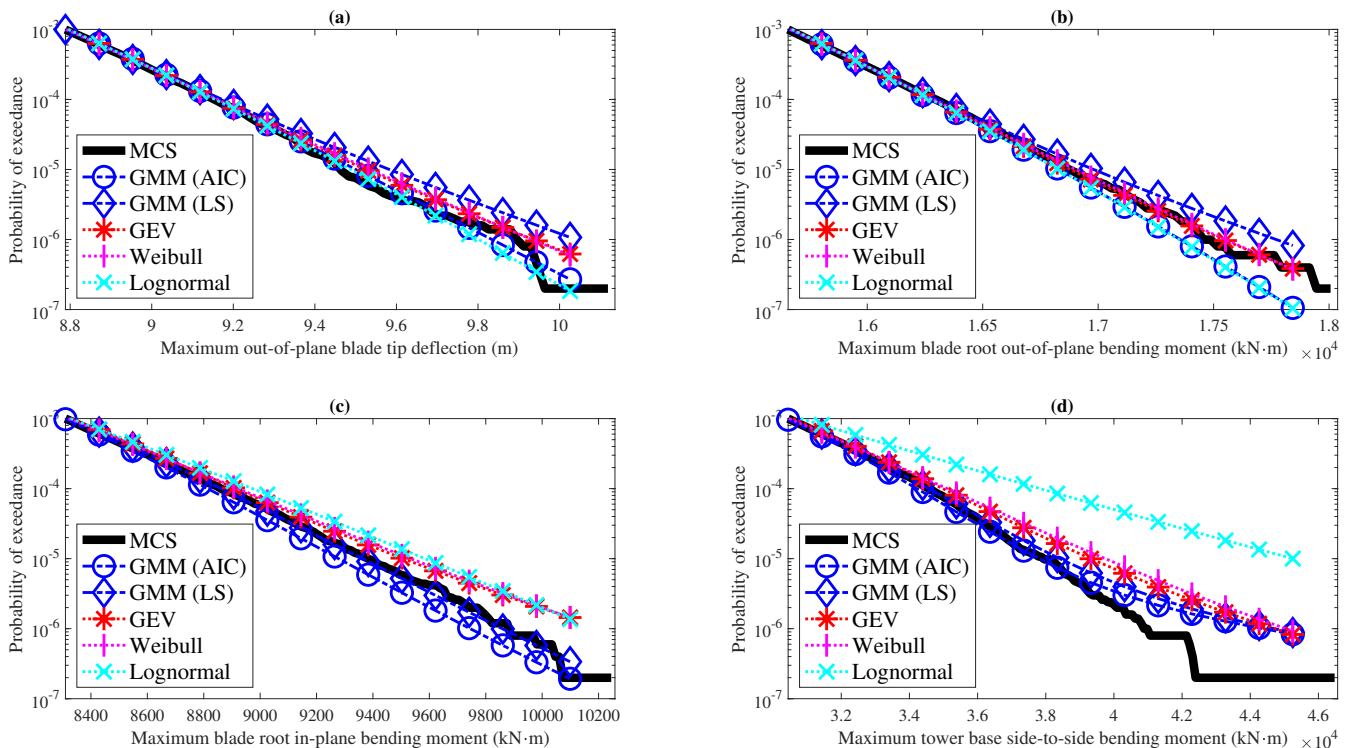 (a)
Probability of exeedance
10-3
10-4
10-5
10-6
10-7
MCS
GMM (AIC)
GMM (LS)
GEV
Weibull
Lognormal
8.8 9 9.2 9.4 9.6 9.8 10
Maximum out-of-plane blade tip deflection (m)
(b)
Probability of exeedance
10-3
10-4
10-5
10-6
10-7
MCS
GMM (AIC)
GMM (LS)
GEV
Weibull
Lognormal
1.6 1.65 1.7 1.75 1.8
Maximum blade root out-of-plane bending moment (kN·m) ×10^4
(c)
Probability of exeedance
10-4
10-5
10-6
10-7
MCS
GMM (AIC)
GMM (LS)
GEV
Weibull
Lognormal
8400 8600 8800 9000 9200 9400 9600 9800 10000 10200
Maximum blade root in-plane bending moment (kN·m)
(d)
Probability of exeedance
10-4
10-5
10-6
10-7
MCS
GMM (AIC)
GMM (LS)
GEV
Weibull
Lognormal
3.2 3.4 3.6 3.8 4 4.2 4.4 4.6
Maximum tower base side-to-side bending moment (kN·m) ×10^4